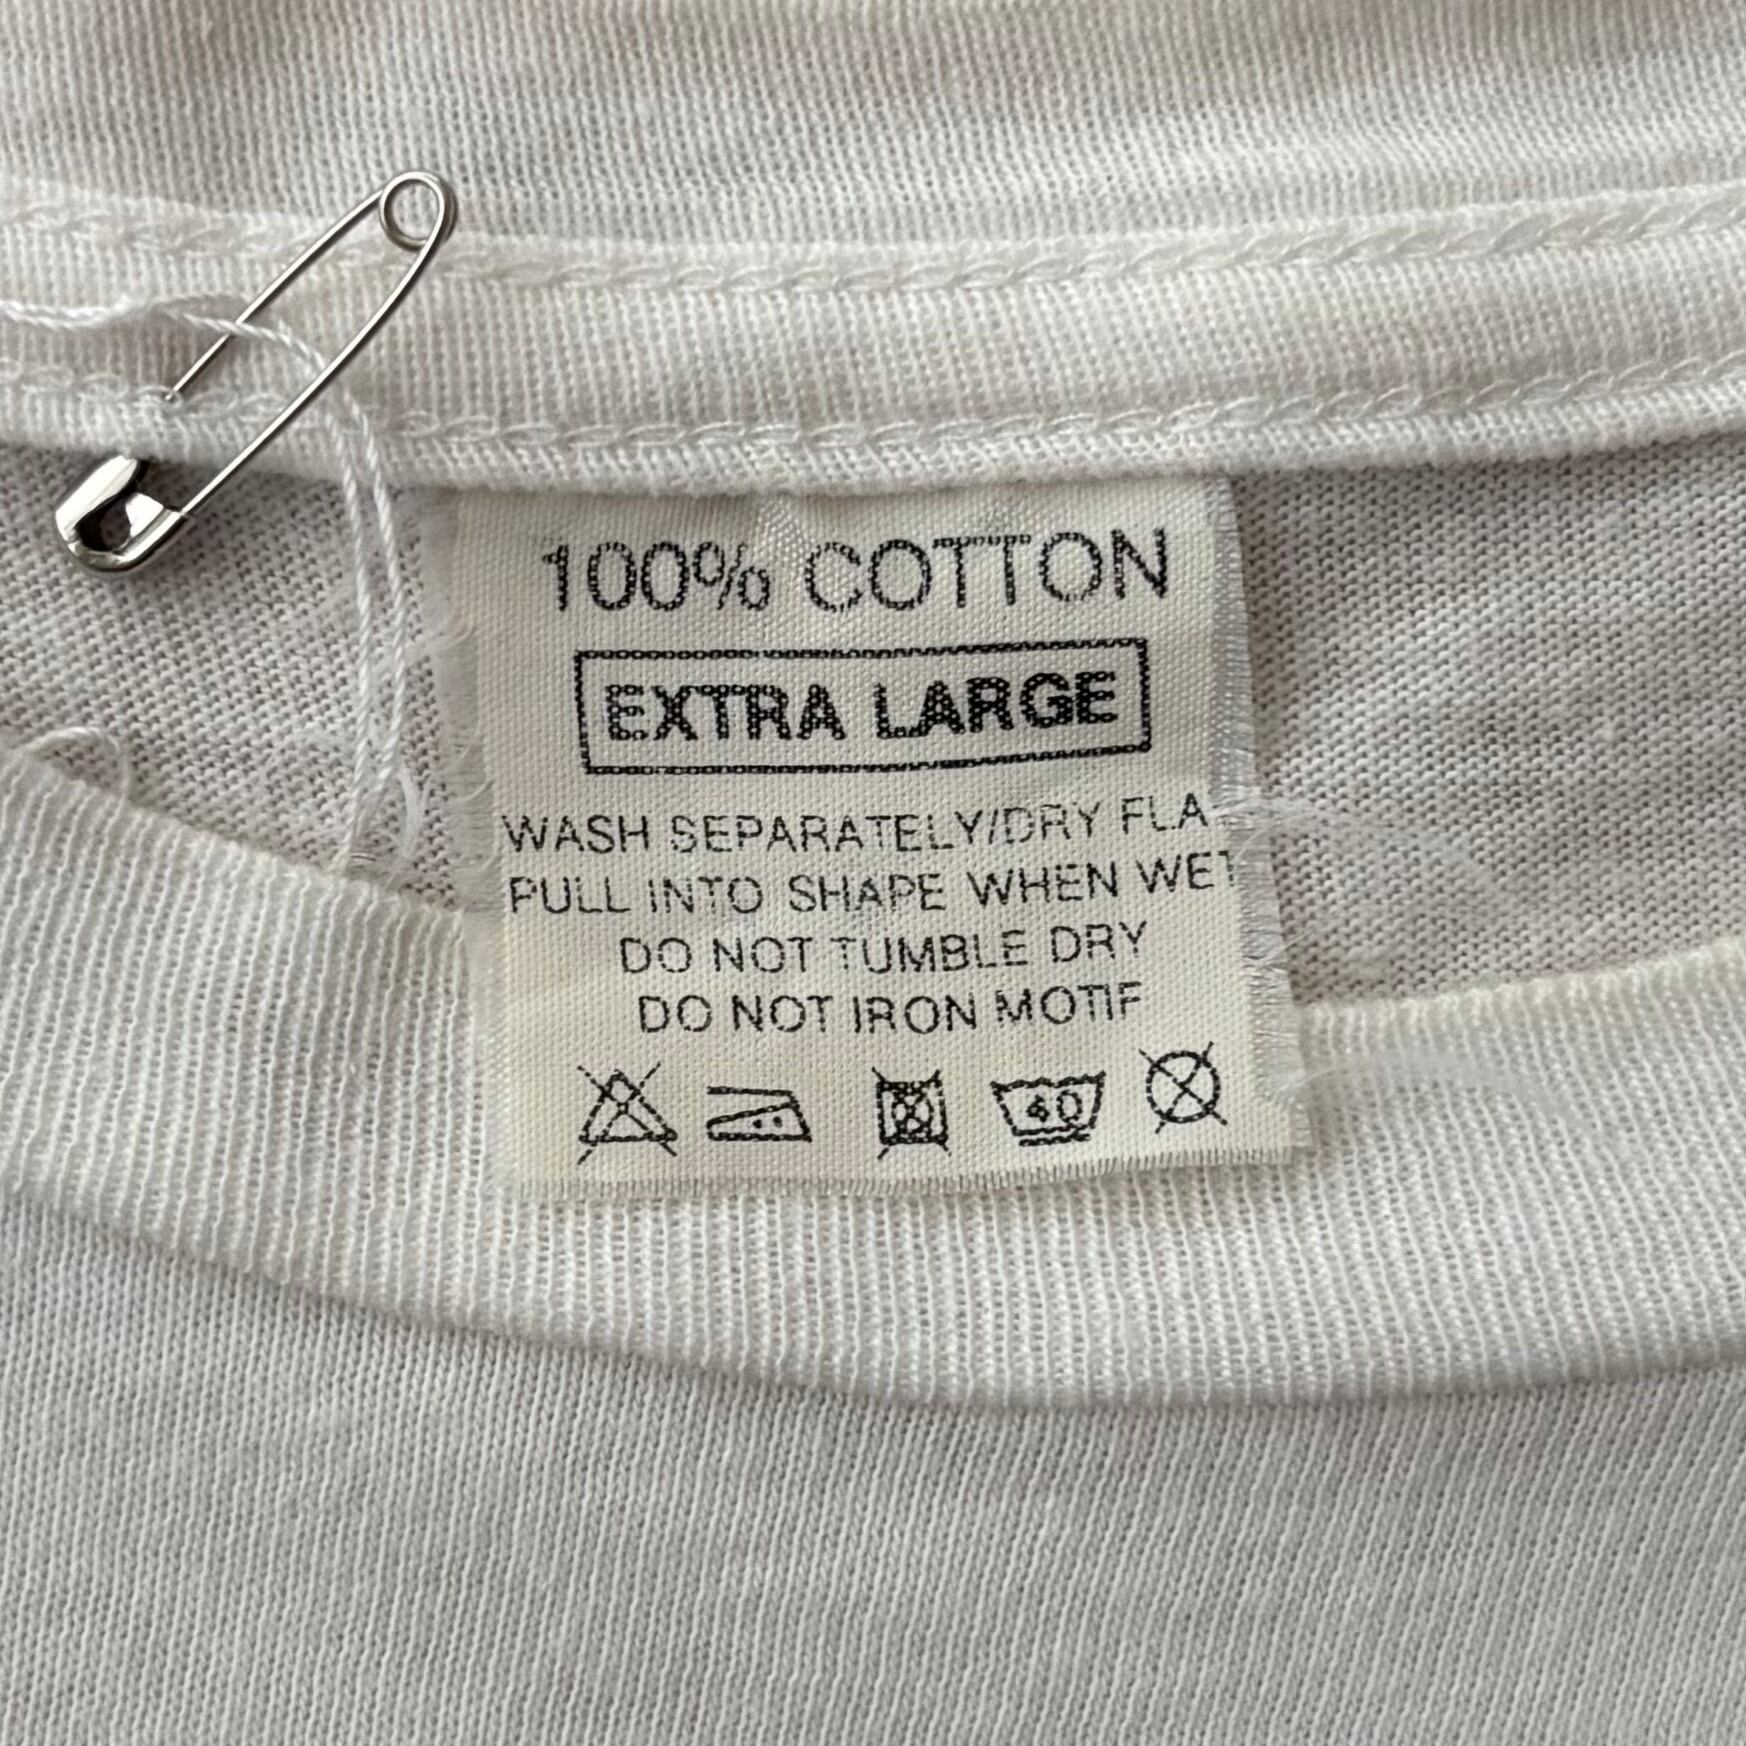 100% COTTON
EXTRA LARGE
WASH SEPARATELY/DRY FLA
PULL INTO SHAPE WHEN WET
DO NOT TUMBLE DRY
DO NOT IRON MOTIF
40